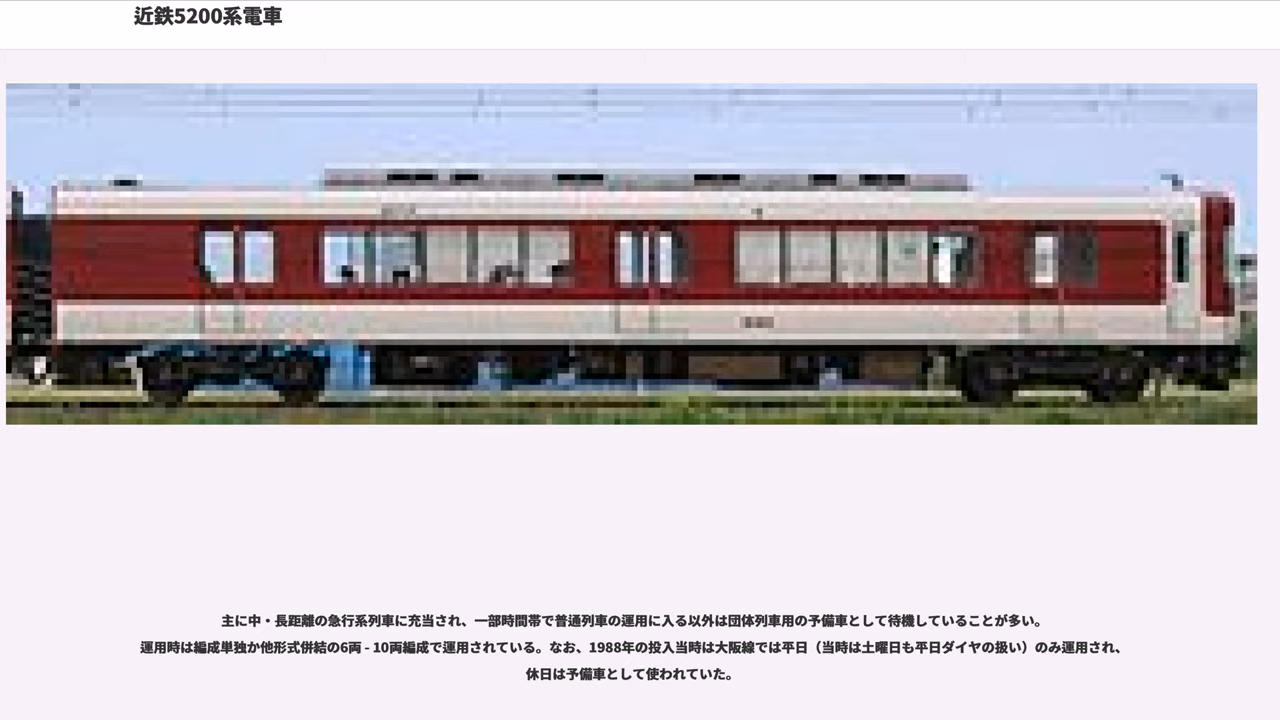 近鉄5200系電車
主に中・長距離の急行系列車に充当され、一部時間帯で普通列車の運用に入る以外は団体列車用の予備車として待機していることが多い。
運用時は編成単独か他形式併結の6両 - 10両編成で運用されている。なお、1988年の投入当時は大阪線では平日（当時は土曜日も平日ダイヤの扱い）のみ運用され、
休日は予備車として使われていた。